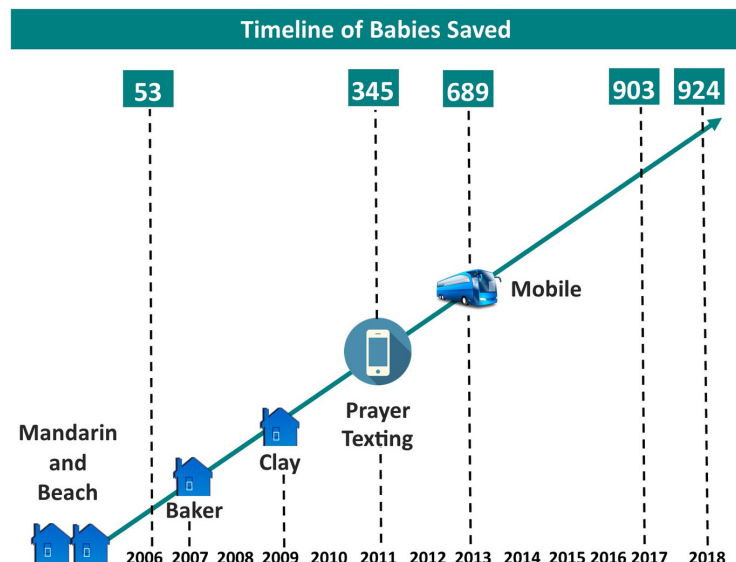 Timeline of Babies Saved
53
345
689
903
924
Mobile
Prayer
Texting
Clay
Mandarin
and
Beach
Baker
2006 2007 2008 2009 2010 2011 2012 2013 2014 2015 2016 2017 2018